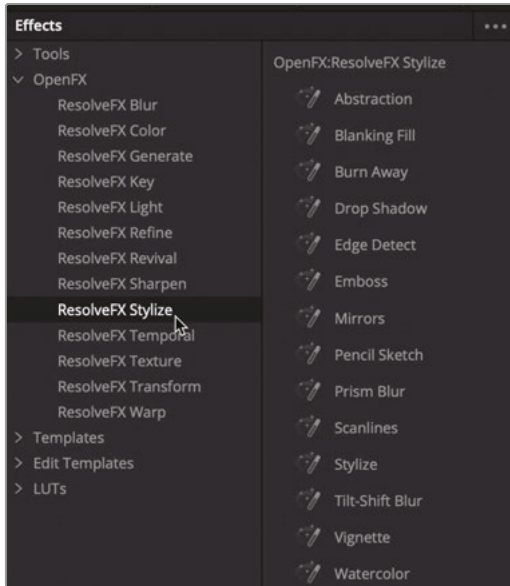 Effects
> Tools
OpenFX
ResolveFX Blur
ResolveFX Color
ResolveFX Generate
ResolveFX Key
ResolveFX Light
ResolveFX Refine
ResolveFX Revival
ResolveFX Sharpen
ResolveFX Stylize
ResolveFX Temporal
ResolveFX Texture
ResolveFX Transform
ResolveFX Warp
> Templates
> Edit Templates
> LUTs
OpenFX:ResolveFX Stylize
Abstraction
Blanking Fill
Burn Away
Drop Shadow
Edge Detect
Emboss
Mirrors
Pencil Sketch
Prism Blur
Scanlines
Stylize
Tilt-Shift Blur
Vignette
Watercolor